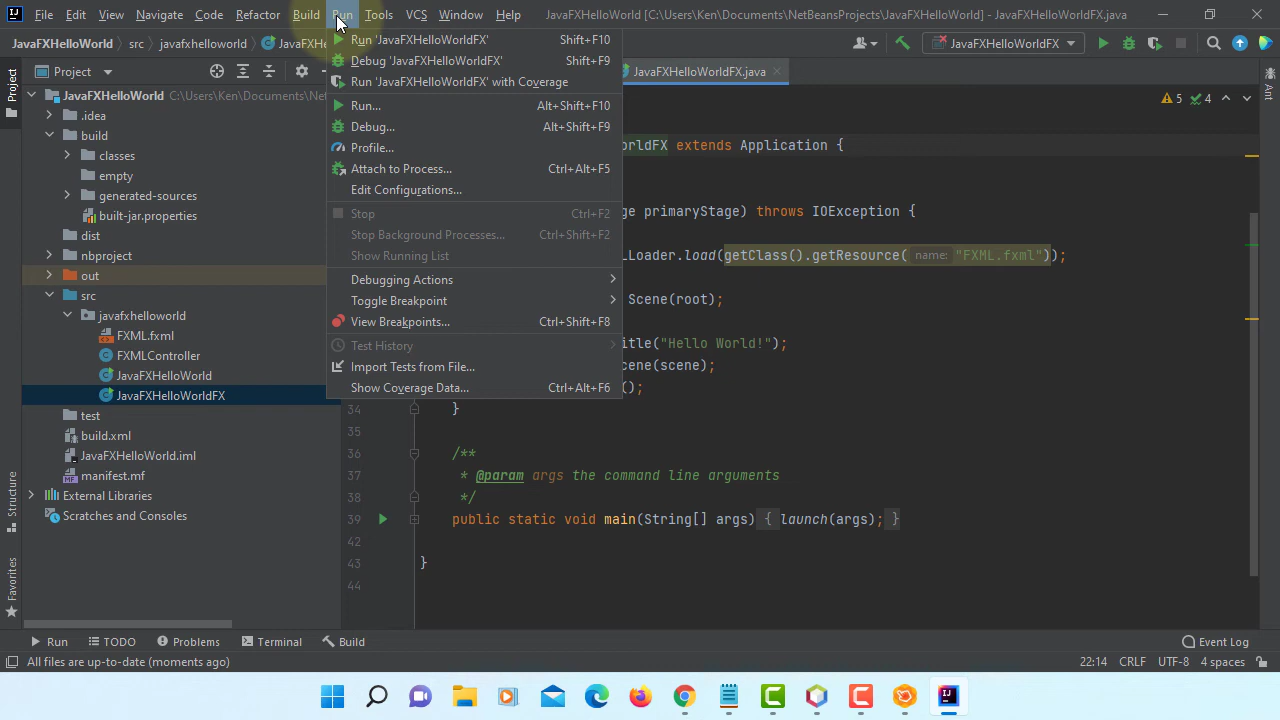 File Edit View Navigate Code Refactor Build Run Tools VCS Window Help JavaFXHelloWorld [C:\Users\Ken\Documents\NetBeansProjects\JavaFXHelloWorld] - JavaFXHelloWorldFX.java
JavaFXHelloWorld src javafxhelloworld JavaFXHe JavaFXHelloWorldFX
Project JavaFXHelloWorldFX.java
JavaFXHelloWorld C:\Users\Ken\Documents\Net
.idea
build
classes
empty
generated-sources
built-jar.properties
dist
nbproject
out
src
javafxhelloworld
FXML.fxml
FXMLController
JavaFXHelloWorld
JavaFXHelloWorldFX
test
build.xml
JavaFXHelloWorld.iml
manifest.mf
External Libraries
Scratches and Consoles
Project
Structure
Favorites
Run 'JavaFXHelloWorldFX' Shift+F10
Debug 'JavaFXHelloWorldFX' Shift+F9
Run 'JavaFXHelloWorldFX' with Coverage
Run... Alt+Shift+F10
Debug... Alt+Shift+F9
Profile...
Attach to Process... Ctrl+Alt+F5
Edit Configurations...
Stop Ctrl+F2
Stop Background Processes... Ctrl+Shift+F2
Show Running List
Debugging Actions
Toggle Breakpoint
View Breakpoints... Ctrl+Shift+F8
Test History
Import Tests from File...
Show Coverage Data... Ctrl+Alt+F6
5 4
Ant
orldFX extends Application {
ge primaryStage) throws IOException {
LLoader.load(getClass().getResource( name: "FXML.fxml"));
Scene(root);
itle("Hello World!");
cene(scene);
();
34 }
35
36 /**
37 * @param args the command line arguments
38 */
39 public static void main(String[] args) { launch(args); }
42
43 }
44
Run TODO Problems Terminal Build Event Log
All files are up-to-date (moments ago) 22:14 CRLF UTF-8 4 spaces